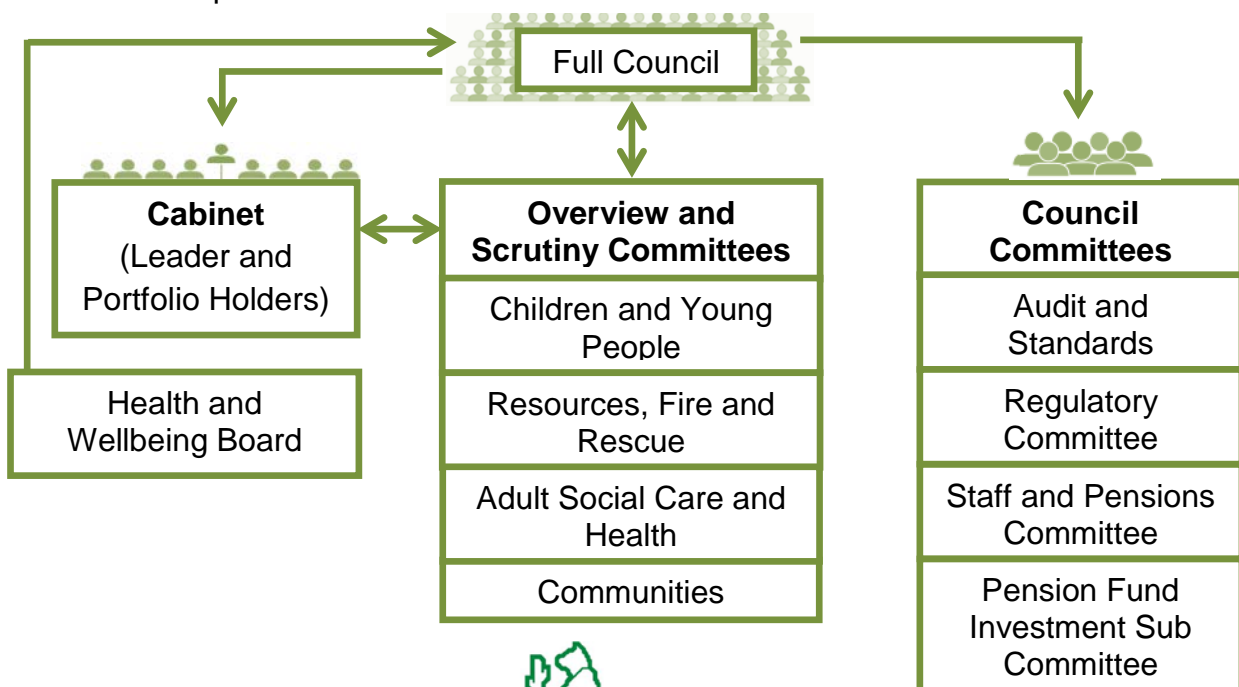 Full Council
Cabinet
(Leader and
Portfolio Holders)
Health and
Wellbeing Board
Overview and
Scrutiny Committees
Children and Young
People
Resources, Fire and
Rescue
Adult Social Care and
Health
Communities
Council
Committees
Audit and
Standards
Regulatory
Committee
Staff and Pensions
Committee
Pension Fund
Investment Sub
Committee